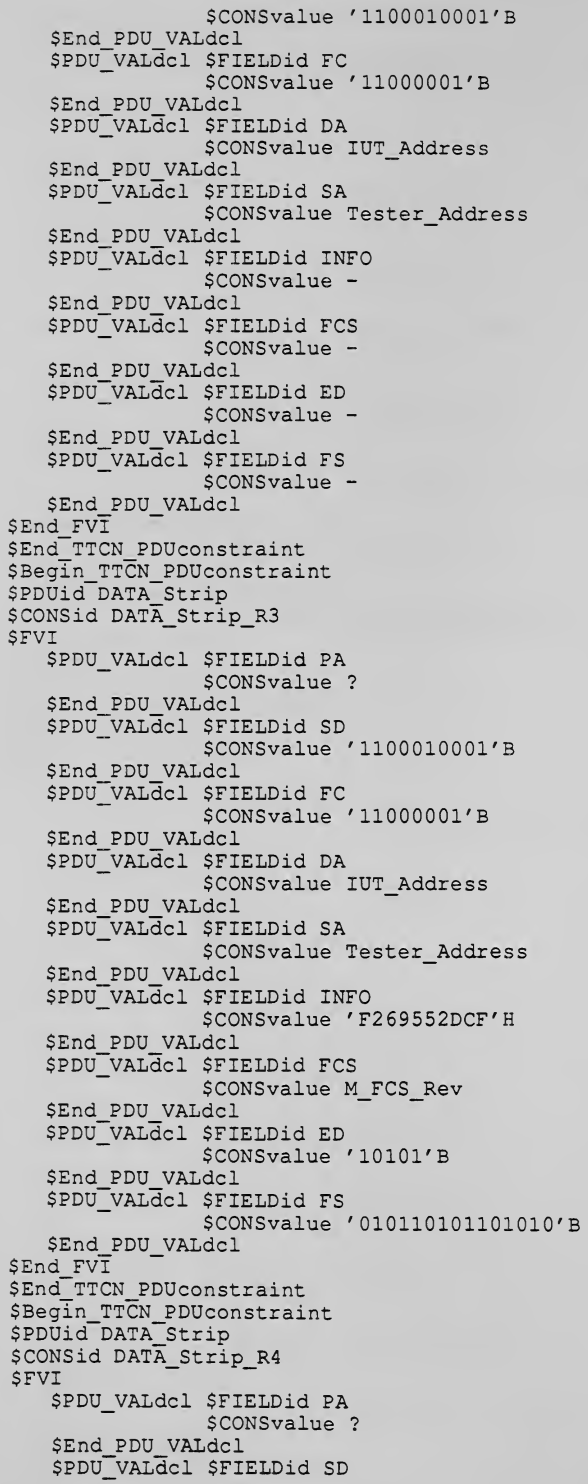 $CONSvalue '1100010001'B
$End_PDU_VALdcl
$PDU_VALdcl $FIELDid FC
$CONSvalue '11000001'B
$End_PDU_VALdcl
$PDU_VALdcl $FIELDid DA
$CONSvalue IUT_Address
$End_PDU_VALdcl
$PDU_VALdcl $FIELDid SA
$CONSvalue Tester_Address
$End_PDU_VALdcl
$PDU_VALdcl $FIELDid INFO
$CONSvalue -
$End_PDU_VALdcl
$PDU_VALdcl $FIELDid FCS
$CONSvalue -
$End_PDU_VALdcl
$PDU_VALdcl $FIELDid ED
$CONSvalue -
$End_PDU_VALdcl
$PDU_VALdcl $FIELDid FS
$CONSvalue -
$End_PDU_VALdcl
$End_FVI
$End_TTCN_PDUconstraint
$Begin_TTCN_PDUconstraint
$PDUid DATA_Strip
$CONSid DATA_Strip_R3
$FVI
$PDU_VALdcl $FIELDid PA
$CONSvalue ?
$End_PDU_VALdcl
$PDU_VALdcl $FIELDid SD
$CONSvalue '1100010001'B
$End_PDU_VALdcl
$PDU_VALdcl $FIELDid FC
$CONSvalue '11000001'B
$End_PDU_VALdcl
$PDU_VALdcl $FIELDid DA
$CONSvalue IUT_Address
$End_PDU_VALdcl
$PDU_VALdcl $FIELDid SA
$CONSvalue Tester_Address
$End_PDU_VALdcl
$PDU_VALdcl $FIELDid INFO
$CONSvalue 'F269552DCF'H
$End_PDU_VALdcl
$PDU_VALdcl $FIELDid FCS
$CONSvalue M_FCS_Rev
$End_PDU_VALdcl
$PDU_VALdcl $FIELDid ED
$CONSvalue '10101'B
$End_PDU_VALdcl
$PDU_VALdcl $FIELDid FS
$CONSvalue '010110101101010'B
$End_PDU_VALdcl
$End_FVI
$End_TTCN_PDUconstraint
$Begin_TTCN_PDUconstraint
$PDUid DATA_Strip
$CONSid DATA_Strip_R4
$FVI
$PDU_VALdcl $FIELDid PA
$CONSvalue ?
$End_PDU_VALdcl
$PDU_VALdcl $FIELDid SD